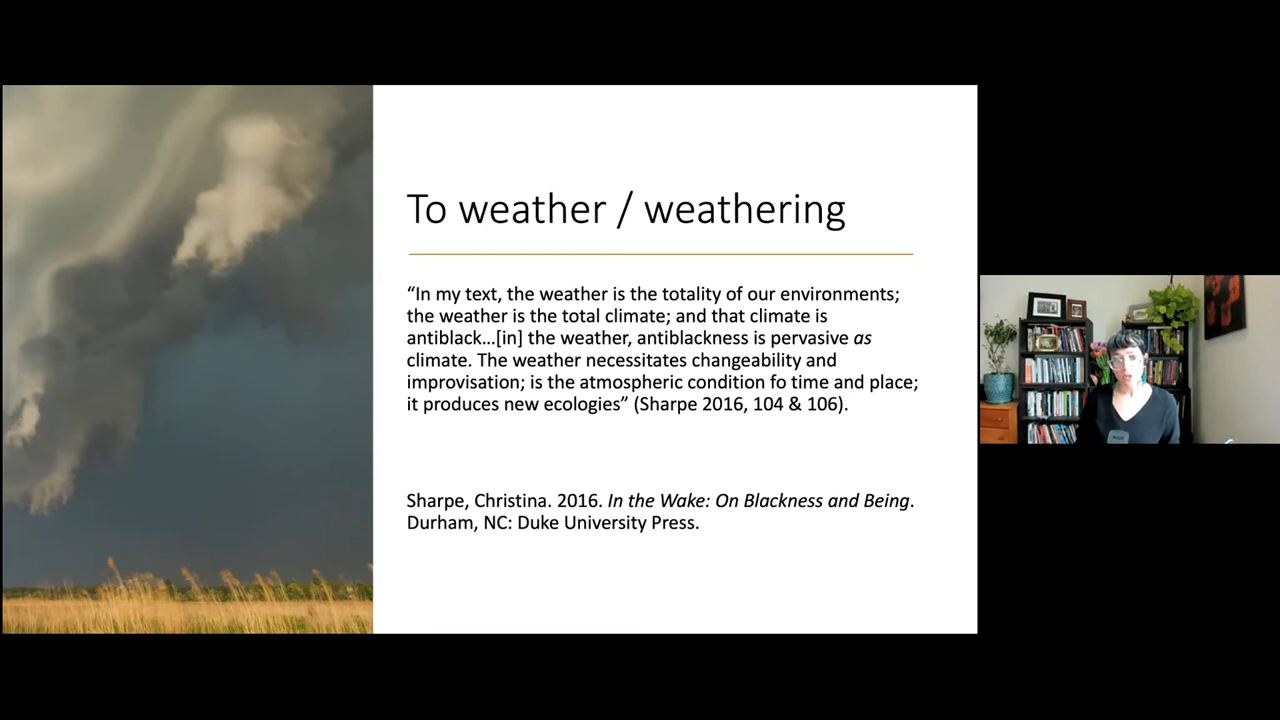 To weather / weathering
“In my text, the weather is the totality of our environments;
the weather is the total climate; and that climate is
antiblack...[in] the weather, antiblackness is pervasive as
climate. The weather necessitates changeability and
improvisation; is the atmospheric condition fo time and place;
it produces new ecologies” (Sharpe 2016, 104 & 106).
Sharpe, Christina. 2016. In the Wake: On Blackness and Being.
Durham, NC: Duke University Press.